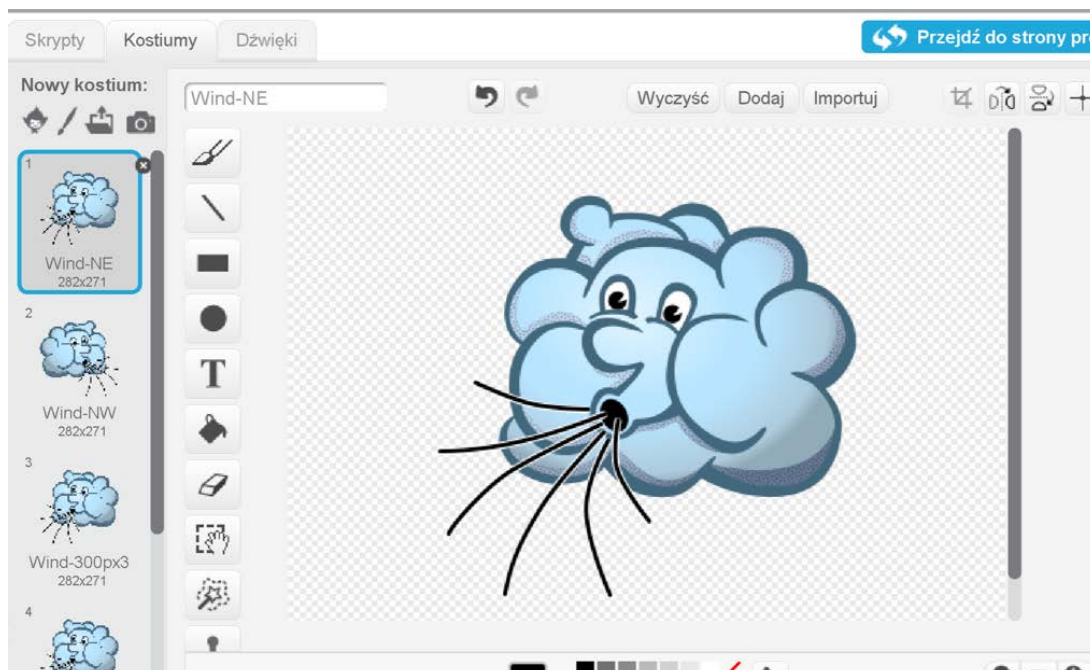 Skrypty
Kostiumy
Dźwięki
Przejdź do strony pro
Nowy kostium:
Wind-NE
Wyczyść
Dodaj
Importuj
1
Wind-NE
282x271
2
Wind-NW
282x271
3
Wind-300px3
282x271
4
T